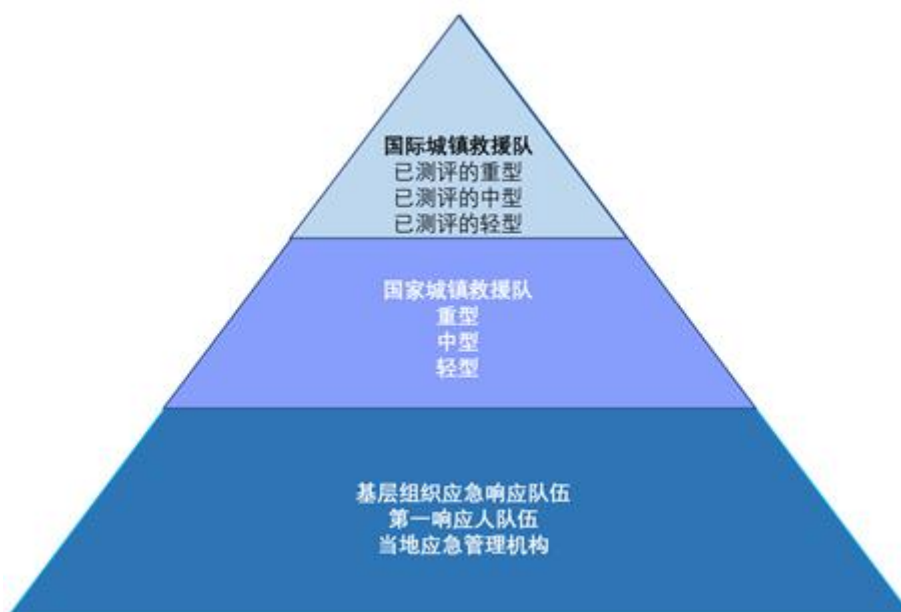 国际城镇救援队
已测评的重型
已测评的中型
已测评的轻型
国家城镇救援队
重型
中型
轻型
基层组织应急响应队伍
第一响应人队伍
当地应急管理机构